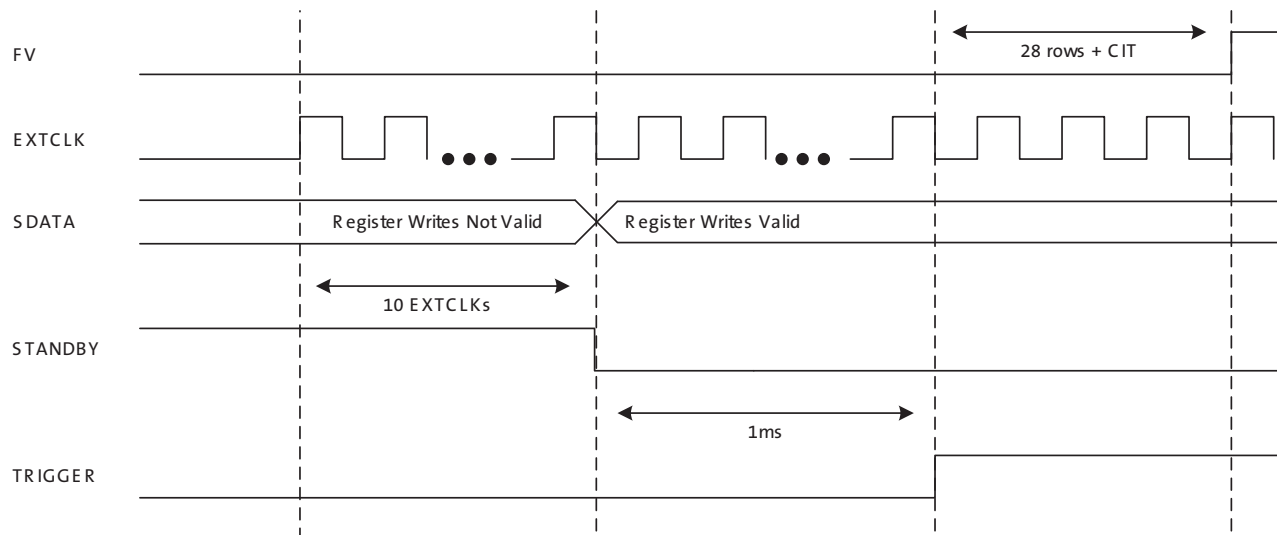 FV
28 rows + CIT
EXTCLK
SDATA
Register Writes Not Valid
Register Writes Valid
10 EXTCLKs
STANDBY
1ms
TRIGGER